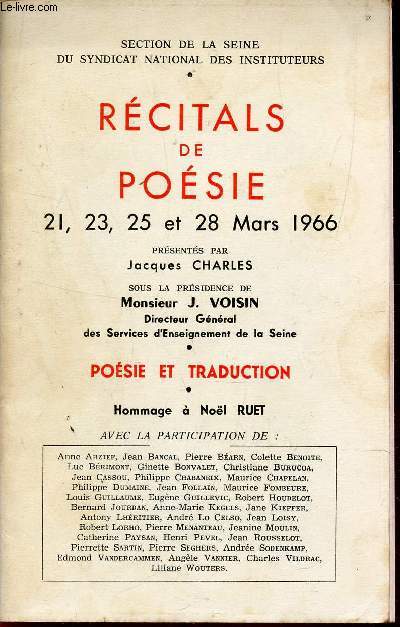 © Le-livre.com
SECTION DE LA SEINE
DU SYNDICAT NATIONAL DES INSTITUTEURS
RÉCITALS
DE
POÉSIE
21, 23, 25 et 28 Mars 1966
PRÉSENTÉS PAR
Jacques CHARLES
SOUS LA PRÉSIDENCE DE
Monsieur J. VOISIN
Directeur Général
des Services d'Enseignement de la Seine
POÉSIE ET TRADUCTION
Hommage à Noël RUET
AVEC LA PARTICIPATION DE :
Anne ARZIEF, Jean BANCAL, Pierre BÉARN, Colette BENOITE,
Luc BÉRIMONT, Ginette BONVALET, Christiane BURUCOA,
Jean CASSOU, Philippe CHABANEIX, Maurice CHAPELAN,
Philippe DUMAINE, Jean FOLLAIN, Maurice FOMBEURE,
Louis GUILLAUME, Eugène GUILLEVIC, Robert HOUDELOT,
Bernard JOURDAN, Anne-Marie KEGELS, Jane KIEFFER,
Antony LHÉRITIER, André LO CELSO, Jean LOISY,
Robert LORHO, Pierre MENANTEAU, Jeanine MOULIN,
Catherine PAYSAN, Henri PEVEL, Jean ROUSSELOT,
Pierrette SARTIN, Pierre SEGHERS, Andrée SODENKAMP,
Edmond VANDERCAMMEN, Angèle VANNIER, Charles VILDRAC,
Liliane WOUTERS.